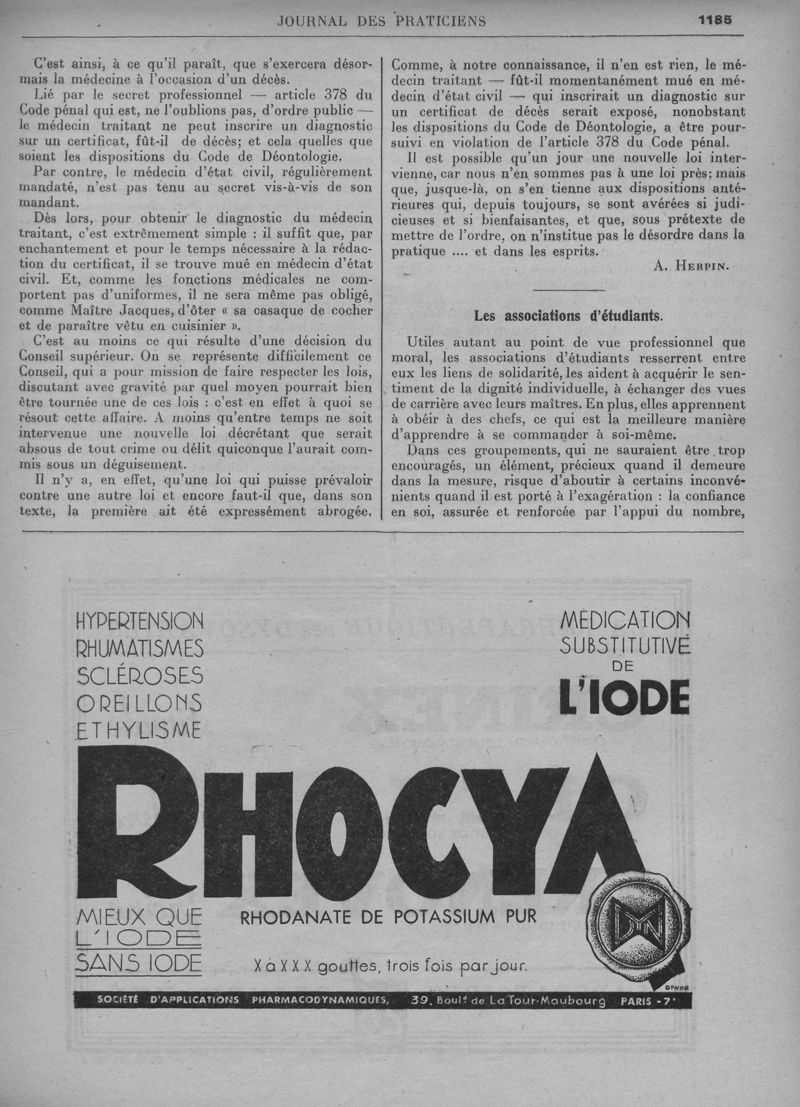 JOURNAL DES PRATICIENS 1185
C'est ainsi, à ce qu'il paraît, que s'exercera désor-
mais la médecine à l'occasion d'un décès.
Lié par le secret professionnel — article 378 du
Code pénal qui est, ne l'oublions pas, d'ordre public —
le médecin traitant ne peut inscrire un diagnostic
sur un certificat, fût-il de décès; et cela quelles que
soient les dispositions du Code de Déontologie.
Par contre, le médecin d'état civil, régulièrement
mandaté, n'est pas tenu au secret vis-à-vis de son
mandant.
Dès lors, pour obtenir le diagnostic du médecin
traitant, c'est extrêmement simple : il suffit que, par
enchantement et pour le temps nécessaire à la rédac-
tion du certificat, il se trouve mué en médecin d'état
civil. Et, comme les fonctions médicales ne com-
portent pas d'uniformes, il ne sera même pas obligé,
comme Maître Jacques, d'ôter « sa casaque de cocher
et de paraître vêtu en cuisinier ».
C'est au moins ce qui résulte d'une décision du
Conseil supérieur. On se représente difficilement ce
Conseil, qui a pour mission de faire respecter les lois,
discutant avec gravité par quel moyen pourrait bien
être tournée une de ces lois : c'est en effet à quoi se
résout cette affaire. A moins qu'entre temps ne soit
intervenue une nouvelle loi décrétant que serait
absous de tout crime ou délit quiconque l'aurait com-
mis sous un déguisement.
Il n'y a, en effet, qu'une loi qui puisse prévaloir
contre une autre loi et encore faut-il que, dans son
texte, la première ait été expressément abrogée.
Comme, à notre connaissance, il n'en est rien, le mé-
decin traitant — fût-il momentanément mué en mé-
decin d'état civil — qui inscrirait un diagnostic sur
un certificat de décès serait exposé, nonobstant
les dispositions du Code de Déontologie, a être pour-
suivi en violation de l'article 378 du Code pénal.
Il est possible qu'un jour une nouvelle loi inter-
vienne, car nous n'en sommes pas à une loi près; mais
que, jusque-là, on s'en tienne aux dispositions anté-
rieures qui, depuis toujours, se sont avérées si judi-
cieuses et si bienfaisantes, et que, sous prétexte de
mettre de l'ordre, on n'institue pas le désordre dans la
pratique .... et dans les esprits.
A. HERPIN.
Les associations d'étudiants.
Utiles autant au point de vue professionnel que
moral, les associations d'étudiants resserrent entre
eux les liens de solidarité, les aident à acquérir le sen-
timent de la dignité individuelle, à échanger des vues
de carrière avec leurs maîtres. En plus, elles apprennent
à obéir à des chefs, ce qui est la meilleure manière
d'apprendre à se commander à soi-même.
Dans ces groupements, qui ne sauraient être trop
encouragés, un élément, précieux quand il demeure
dans la mesure, risque d'aboutir à certains inconvé-
nients quand il est porté à l'exagération : la confiance
en soi, assurée et renforcée par l'appui du nombre,
HYPERTENSION
RHUMATISMES
SCLÉROSES
OREILLONS
ETHYLISME
MÉDICATION
SUBSTITUTIVE
DE
L'IODE
RHOCYA
MIEUX QUE
L'IODE
SANS IODE
RHODANATE DE POTASSIUM PUR
X a X X X gouttes, trois fois par jour.
DYN
SOCIÉTÉ D'APPLICATIONS PHARMACODYNAMIQUES, 39, Boul.d de La Tour-Maubourg PARIS - 7e